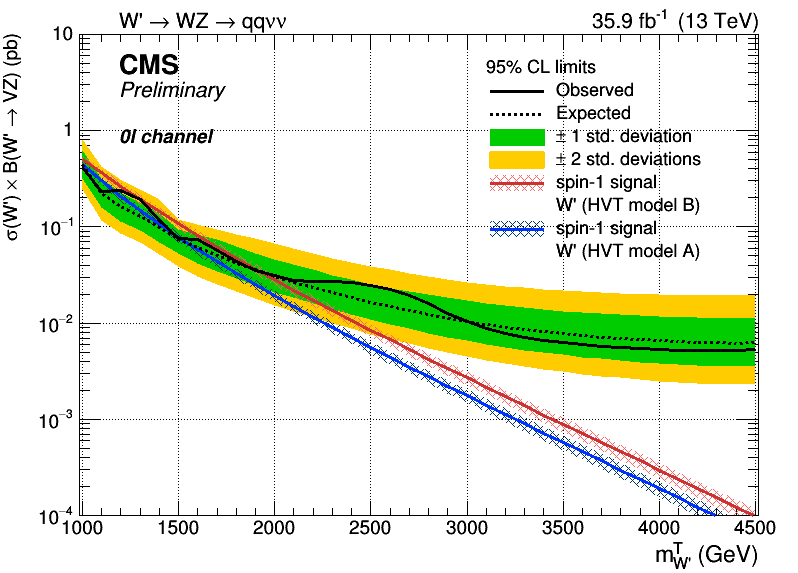 W' → WZ → qqνν
35.9 fb⁻¹ (13 TeV)
CMS
Preliminary
0l channel
95% CL limits
Observed
Expected
± 1 std. deviation
± 2 std. deviations
spin-1 signal
W' (HVT model B)
spin-1 signal
W' (HVT model A)
σ(W') × B(W' → VZ) (pb)
10
1
10⁻¹
10⁻²
10⁻³
10⁻⁴
1000 1500 2000 2500 3000 3500 4000 4500
m^T_W' (GeV)